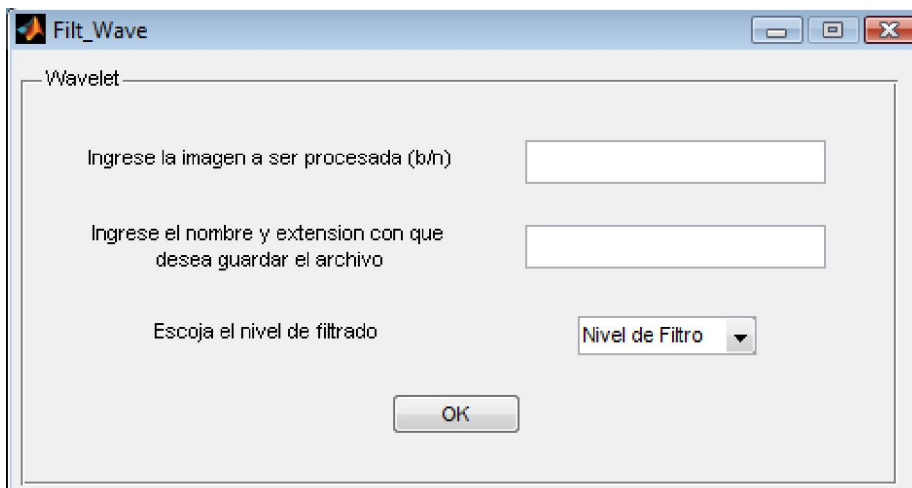 Filt_Wave
Wavelet
Ingrese la imagen a ser procesada (b/n)
Ingrese el nombre y extension con que
desea guardar el archivo
Escoja el nivel de filtrado
Nivel de Filtro
OK